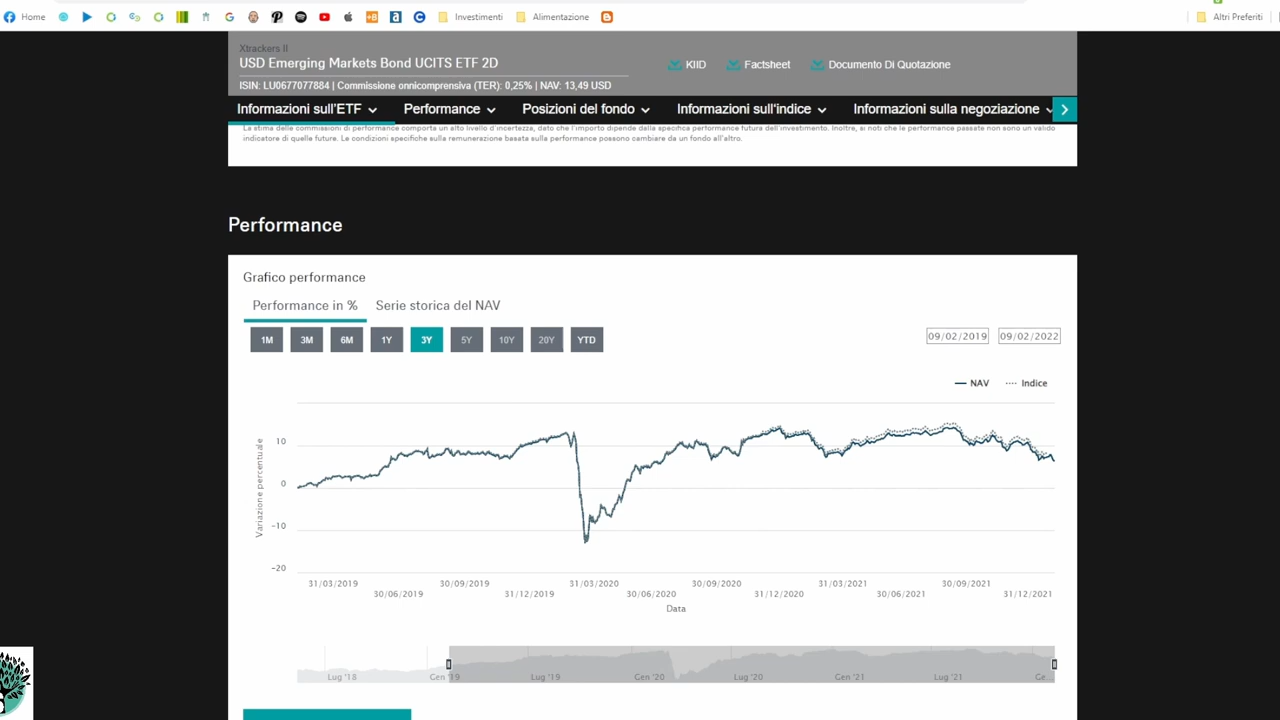 Home
Investimenti
Alimentazione
Altri Preferiti
Xtrackers II
USD Emerging Markets Bond UCITS ETF 2D
ISIN: LU0677077884 | Commissione onnicomprensiva (TER): 0,25% | NAV: 13,49 USD
KIID
Factsheet
Documento Di Quotazione
Informazioni sull'ETF
Performance
Posizioni del fondo
Informazioni sull'indice
Informazioni sulla negoziazione
La stima delle commissioni di performance comporta un alto livello d'incertezza, dato che l'importo dipende dalla specifica performance futura dell'investimento. Inoltre, si noti che le performance passate non sono un valido
indicatore di quelle future. Le condizioni specifiche sulla remunerazione basata sulla performance possono cambiare da un fondo all'altro.
Performance
Grafico performance
Performance in %
Serie storica del NAV
1M 3M 6M 1Y 3Y 5Y 10Y 20Y YTD
09/02/2019 09/02/2022
NAV Indice
Variazione percentuale
10
0
-10
-20
31/03/2019 30/09/2019 31/03/2020 30/09/2020 31/03/2021 30/09/2021
30/06/2019 31/12/2019 30/06/2020 31/12/2020 30/06/2021 31/12/2021
Data
Lug '18 Gen '19 Lug '19 Gen '20 Lug '20 Gen '21 Lug '21 Ge...